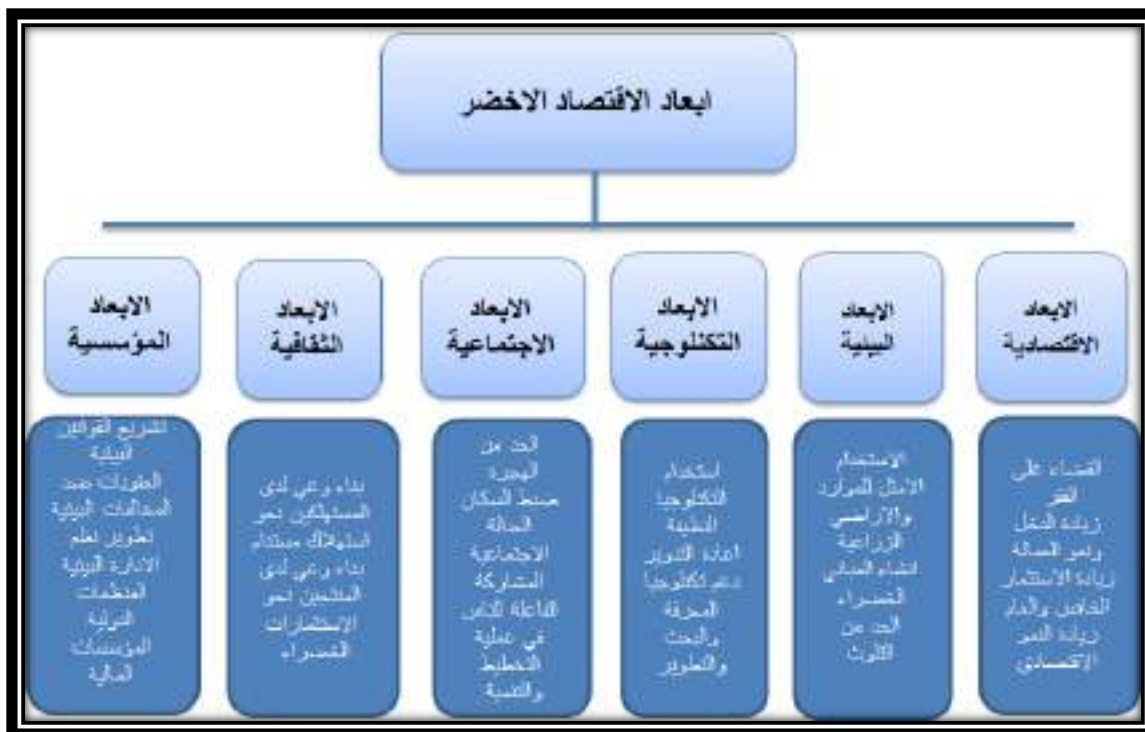 ابعاد الاقتصاد الاخضر
الابعاد
الاقتصادية
القضاء على
الفقر
زيادة الدخل
ونمو العمالة
زيادة الاستثمار
الخاص والعام
زيادة النمو
الاقتصادي
الابعاد
البيئية
الاستخدام
الامثل للموارد
والاراضي
الزراعية
انشاء المباني
الخضراء
الحد من
التلوث
الابعاد
التكنلوجية
استخدام
التكنلوجيا
النظيفة
اعادة التدوير
دعم تكنلوجيا
المعرفة
والبحث
والتطوير
الابعاد
الاجتماعية
الحد من
الهجرة
ضبط السكان
الاجتماعية
المشاركة
الفاعلة للناس
في عملية
التخطيط
والتنمية
الابعاد
الثقافية
بناء وعي لدى
المستهلكين نحو
استهلاك مستدام
بناء وعي لدى
المنتجين نحو
الاستثمارات
الخضراء
الابعاد
المؤسسية
تشريع القوانين
البيئية
العقوبات ضد
المخالفات البيئية
تطوير نظم
الادارة البيئية
المنظمات
الدولية
المؤسسات
المالية